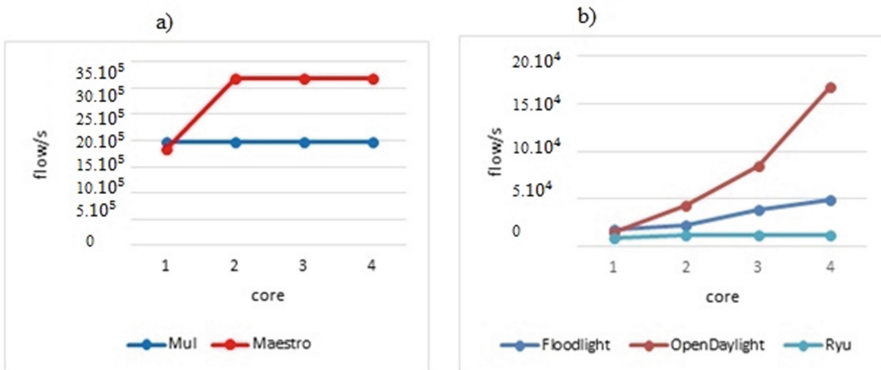 a)
35.10⁵
30.10⁵
25.10⁵
20.10⁵
15.10⁵
10.10⁵
5.10⁵
0
flow/s
1 2 3 4
core
Mul Maestro
b)
20.10⁴
15.10⁴
10.10⁴
5.10⁴
0
flow/s
1 2 3 4
core
Floodlight OpenDaylight Ryu